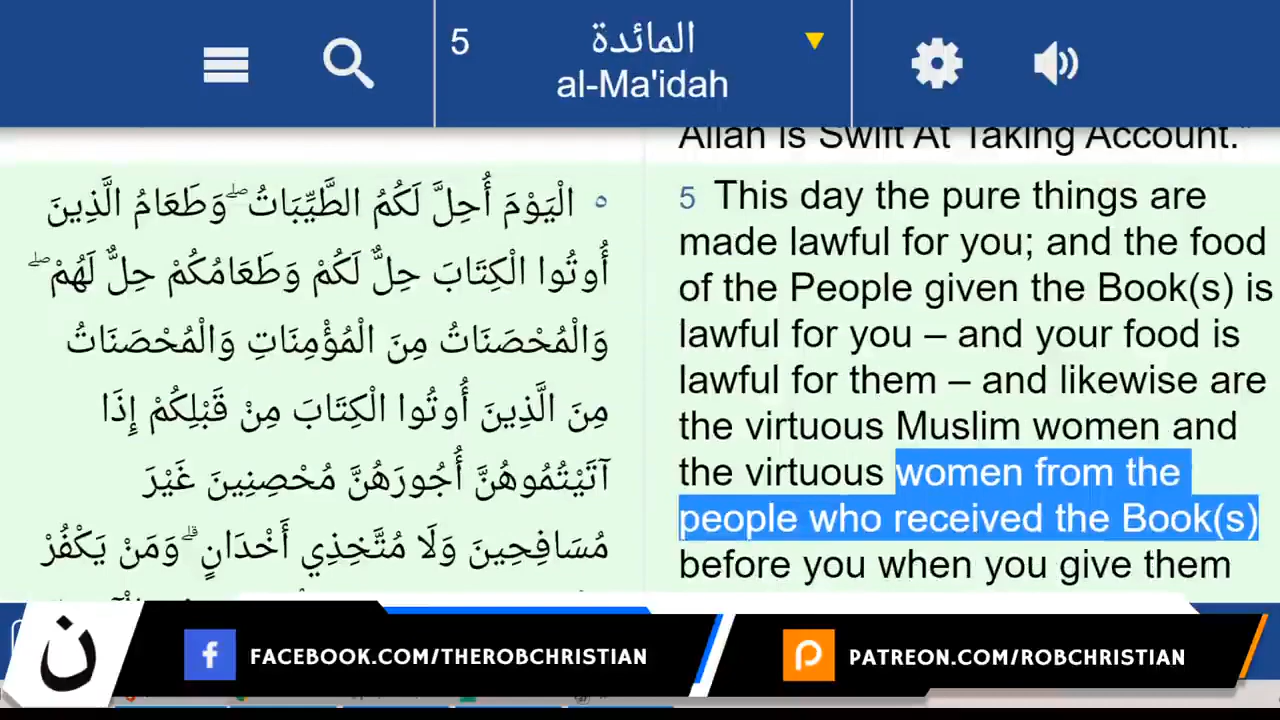 5
المائدة
al-Ma'idah
Allah Is Swift At Taking Account."
٥ الْيَوْمَ أُحِلَّ لَكُمُ الطَّيِّبَاتُ ۖ وَطَعَامُ الَّذِينَ
أُوتُوا الْكِتَابَ حِلٌّ لَكُمْ وَطَعَامُكُمْ حِلٌّ لَهُمْ ۖ
وَالْمُحْصَنَاتُ مِنَ الْمُؤْمِنَاتِ وَالْمُحْصَنَاتُ
مِنَ الَّذِينَ أُوتُوا الْكِتَابَ مِنْ قَبْلِكُمْ إِذَا
آتَيْتُمُوهُنَّ أُجُورَهُنَّ مُحْصِنِينَ غَيْرَ
مُسَافِحِينَ وَلَا مُتَّخِذِي أَخْدَانٍ ۗ وَمَنْ يَكْفُرْ
5 This day the pure things are
made lawful for you; and the food
of the People given the Book(s) is
lawful for you – and your food is
lawful for them – and likewise are
the virtuous Muslim women and
the virtuous women from the
people who received the Book(s)
before you when you give them
ن
f
FACEBOOK.COM/THEROBCHRISTIAN
PATREON.COM/ROBCHRISTIAN